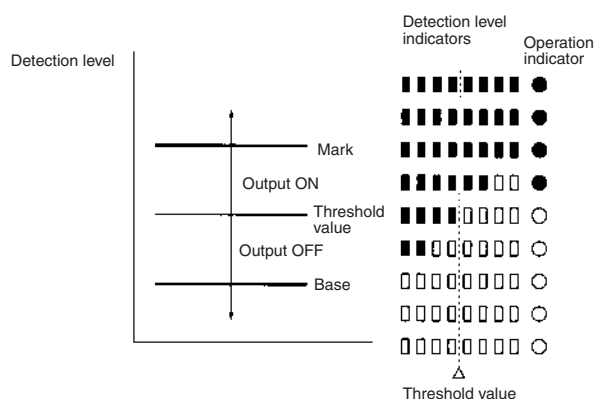 Detection level
indicators
Operation
indicator
Detection level
Mark
Output ON
Threshold
value
Output OFF
Base
Threshold value